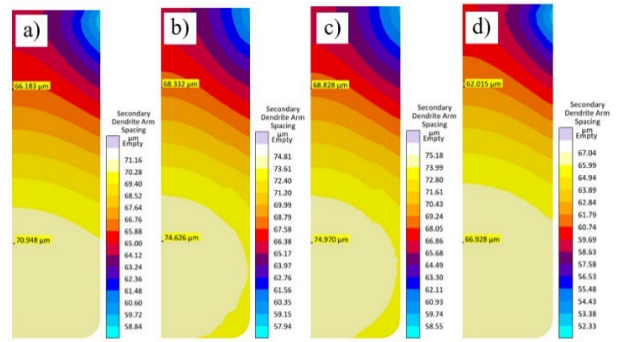 a)
66.183 μm
70.948 μm
Secondary
Dendrite Arm
Spacing
μm
Empty
71.16
70.28
69.40
68.52
67.64
66.76
65.88
65.00
64.12
63.24
62.36
61.48
60.60
59.72
58.84
b)
68.332 μm
74.626 μm
Secondary
Dendrite Arm
Spacing
μm
Empty
74.81
73.61
72.40
71.20
69.99
68.79
67.58
66.38
65.17
63.97
62.76
61.56
60.35
59.15
57.94
c)
68.828 μm
74.970 μm
Secondary
Dendrite Arm
Spacing
μm
Empty
75.18
73.99
72.80
71.61
70.43
69.24
68.05
66.86
65.68
64.49
63.30
62.11
60.93
59.74
58.55
d)
62.015 μm
66.928 μm
Secondary
Dendrite Arm
Spacing
μm
Empty
67.04
65.99
64.94
63.89
62.84
61.79
60.74
59.69
58.63
57.58
56.53
55.48
54.43
53.38
52.33